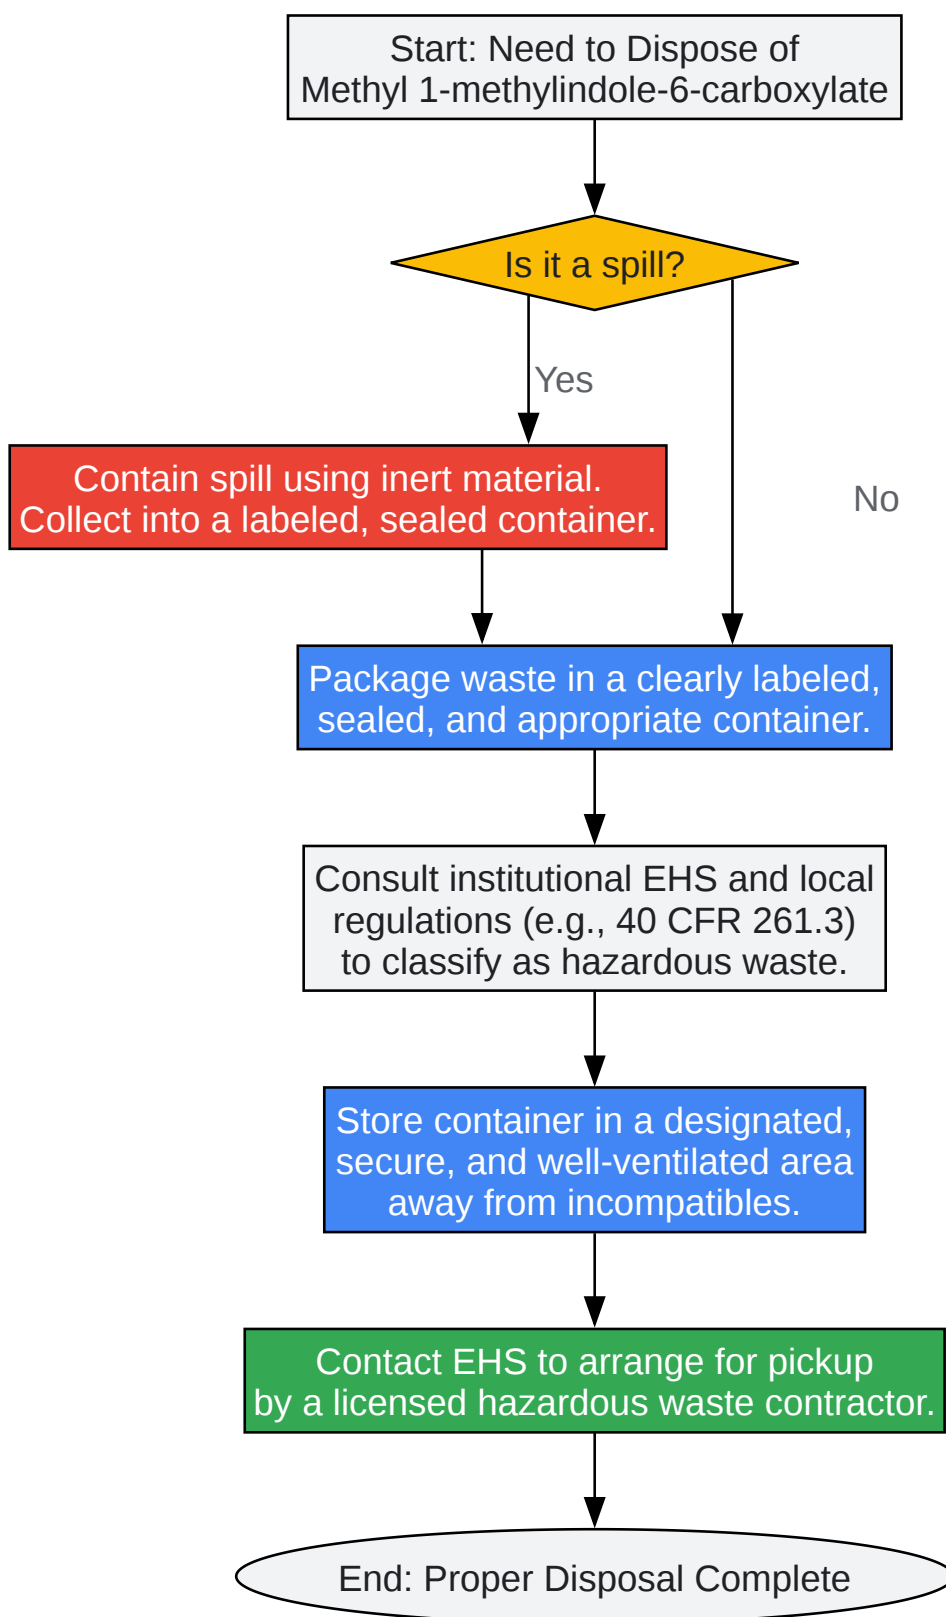 Start: Need to Dispose of
Methyl 1-methylindole-6-carboxylate
Is it a spill?
Yes
Contain spill using inert material.
Collect into a labeled, sealed container.
No
Package waste in a clearly labeled,
sealed, and appropriate container.
Consult institutional EHS and local
regulations (e.g., 40 CFR 261.3)
to classify as hazardous waste.
Store container in a designated,
secure, and well-ventilated area
away from incompatibles.
Contact EHS to arrange for pickup
by a licensed hazardous waste contractor.
End: Proper Disposal Complete